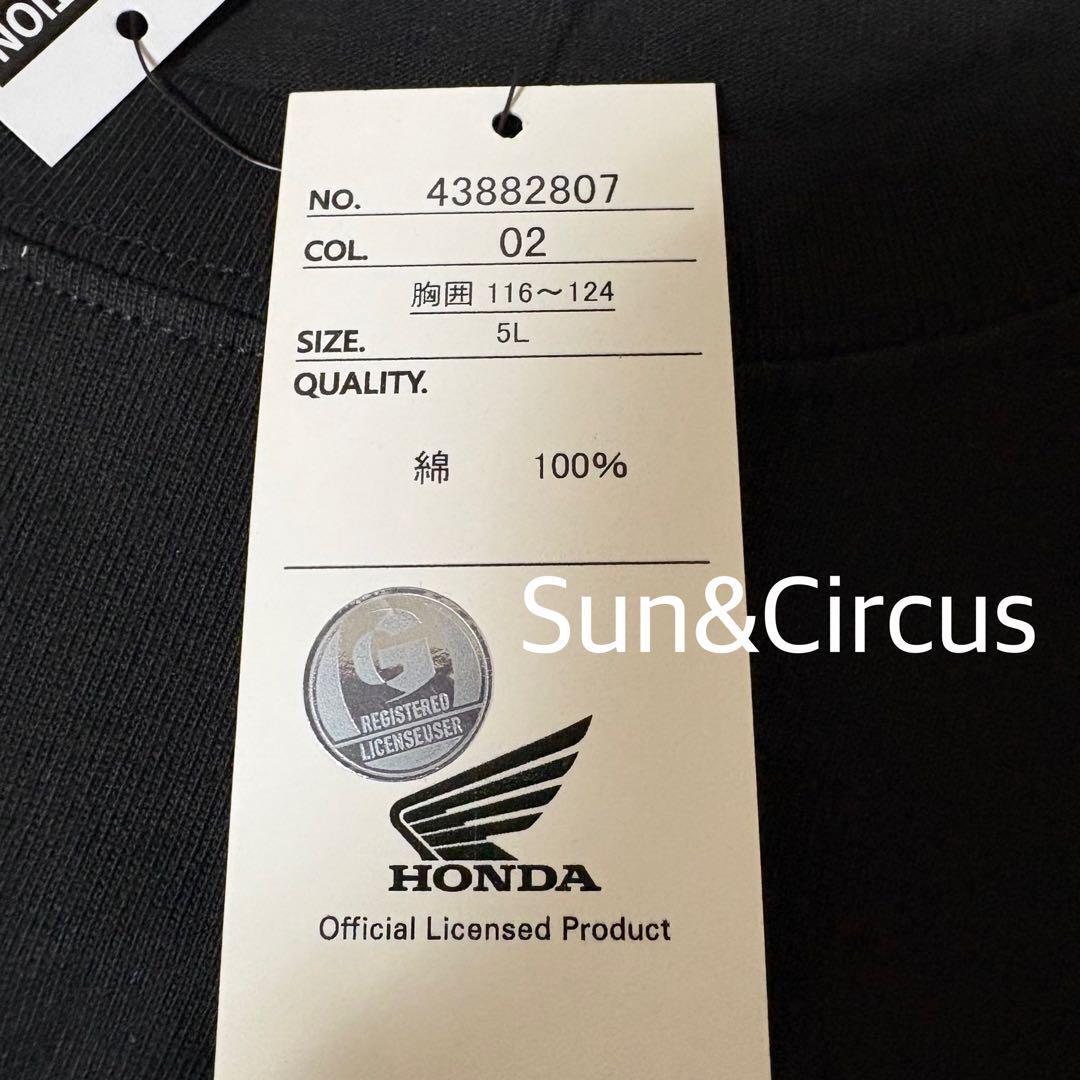 TION
NO. 43882807
COL. 02
胸囲 116～124
SIZE. 5L
QUALITY.
綿 100%
Sun&Circus
G
REGISTERED
LICENSEUSER
HONDA
Official Licensed Product